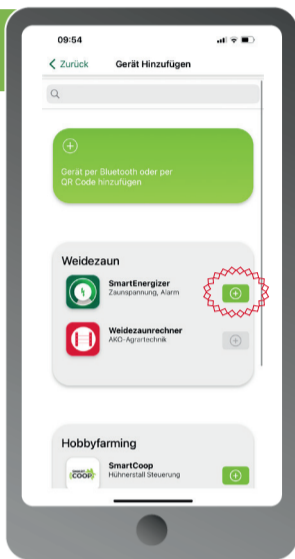 09:54
Zurück
Gerät Hinzufügen
Gerät per Bluetooth oder per
QR Code hinzufügen
Weidezaun
SmartEnergizer
Zaunspannung, Alarm
Weidezaunrechner
AKO-Agrartechnik
Hobbyfarming
COOP
SmartCoop
Hühnerstall Steuerung